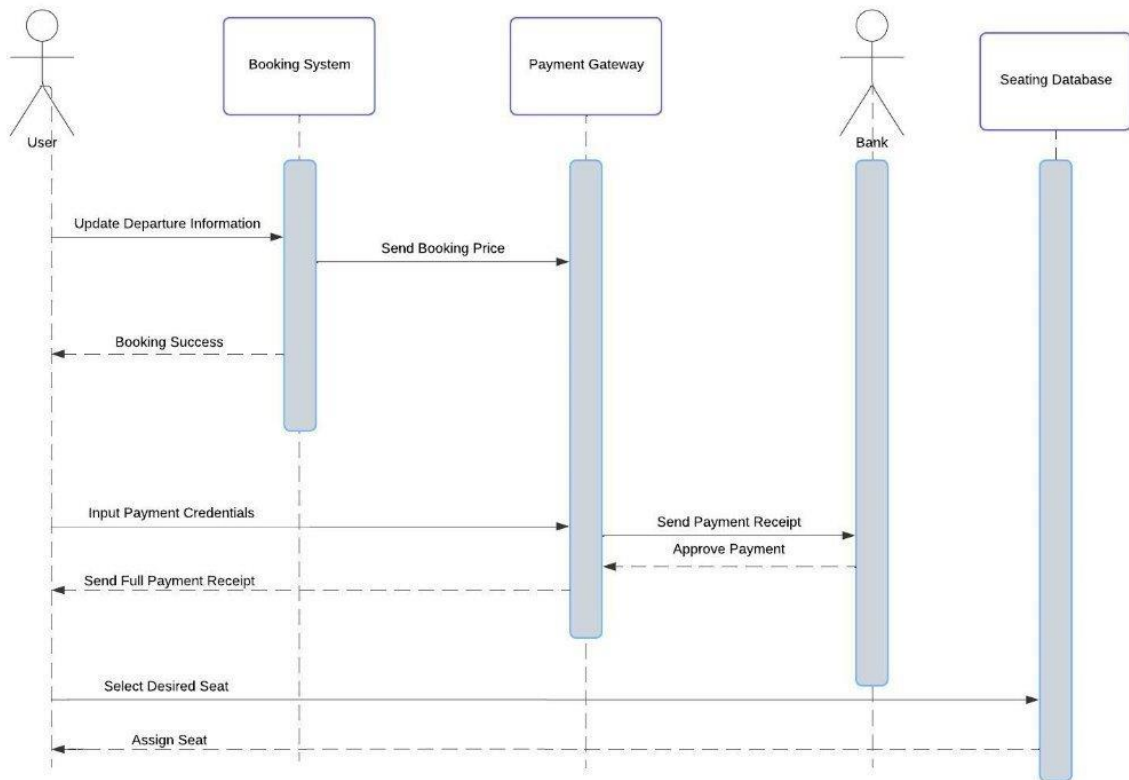 Booking System
Payment Gateway
Seating Database
User
Bank
Update Departure Information
Send Booking Price
Booking Success
Input Payment Credentials
Send Payment Receipt
Approve Payment
Send Full Payment Receipt
Select Desired Seat
Assign Seat